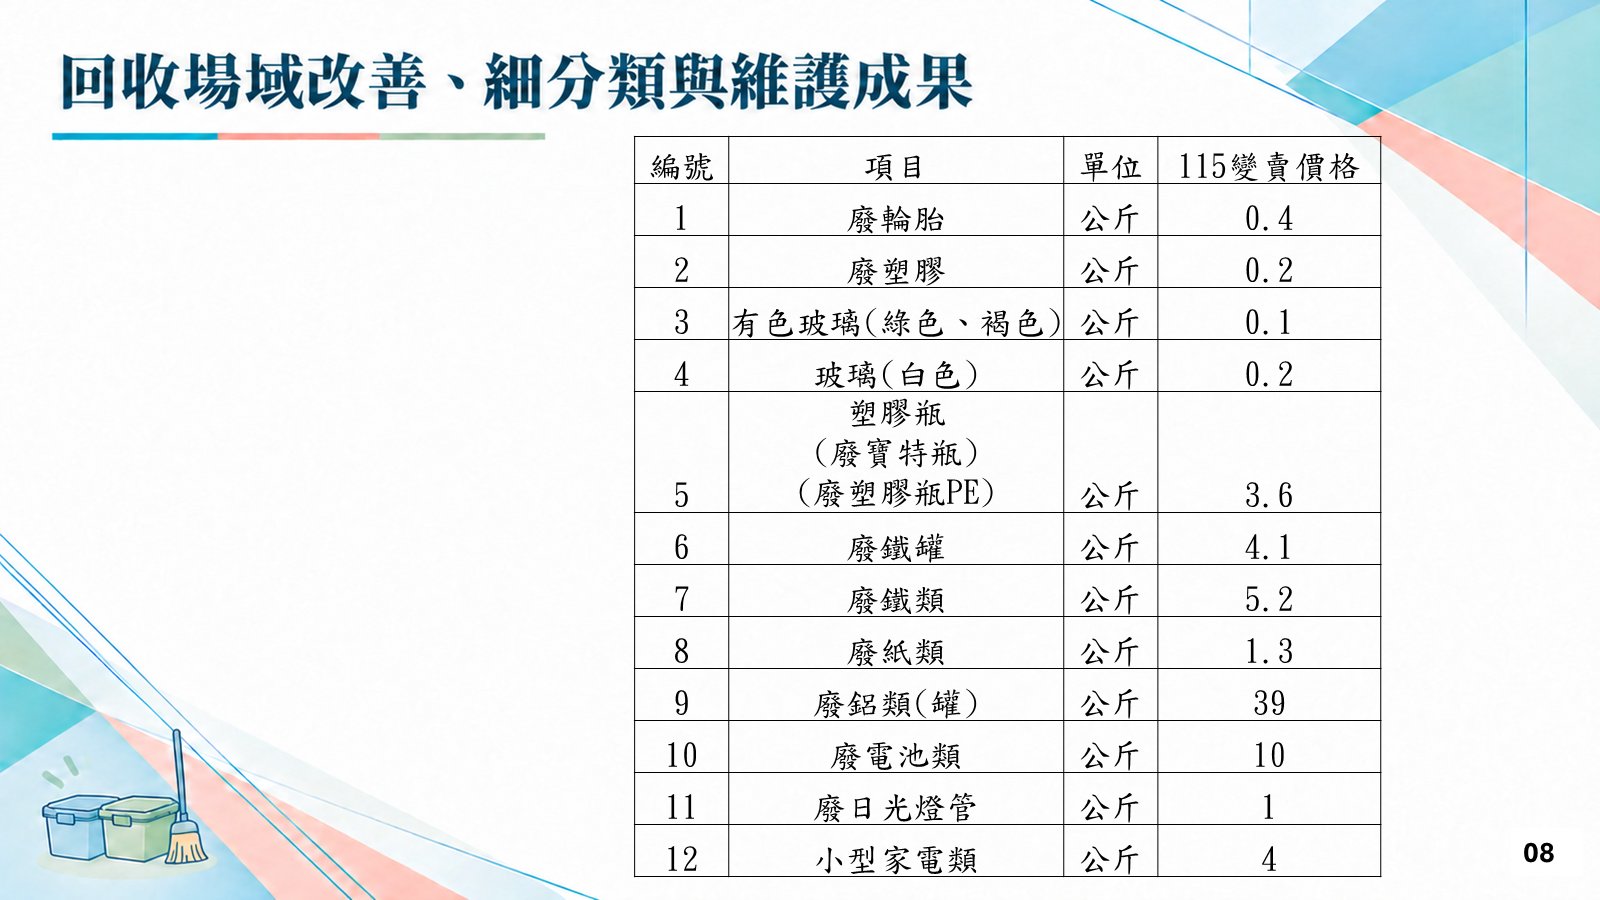 回收場域改善、細分類與維護成果
編號 項目 單位 115變賣價格
1 廢輪胎 公斤 0.4
2 廢塑膠 公斤 0.2
3 有色玻璃(綠色、褐色) 公斤 0.1
4 玻璃(白色) 公斤 0.2
塑膠瓶
(廢寶特瓶)
5 (廢塑膠瓶PE) 公斤 3.6
6 廢鐵罐 公斤 4.1
7 廢鐵類 公斤 5.2
8 廢紙類 公斤 1.3
9 廢鋁類(罐) 公斤 39
10 廢電池類 公斤 10
11 廢日光燈管 公斤 1
12 小型家電類 公斤 4
08